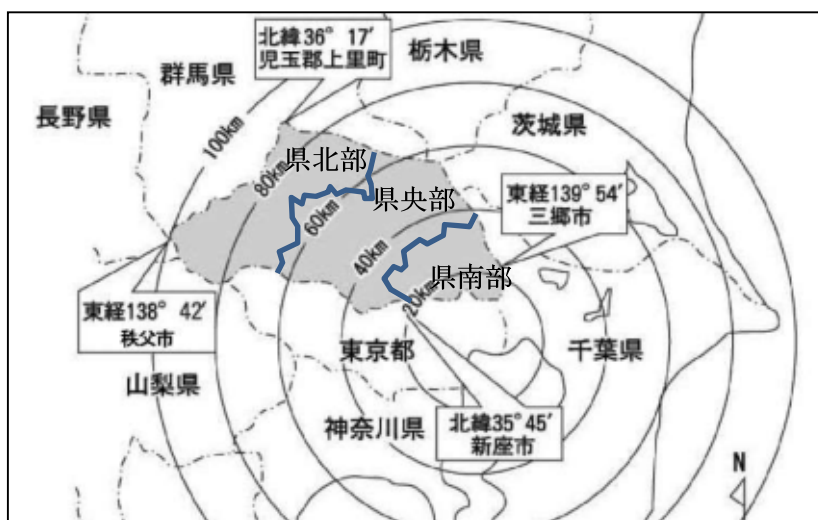 北緯36° 17′
児玉郡上里町
栃木県
群馬県
長野県
100km
茨城県
県北部
80km
東経139° 54′
三郷市
県央部
60km
40km
県南部
20km
東経138° 42′
秩父市
東京都
千葉県
山梨県
神奈川県
北緯35° 45′
新座市
N